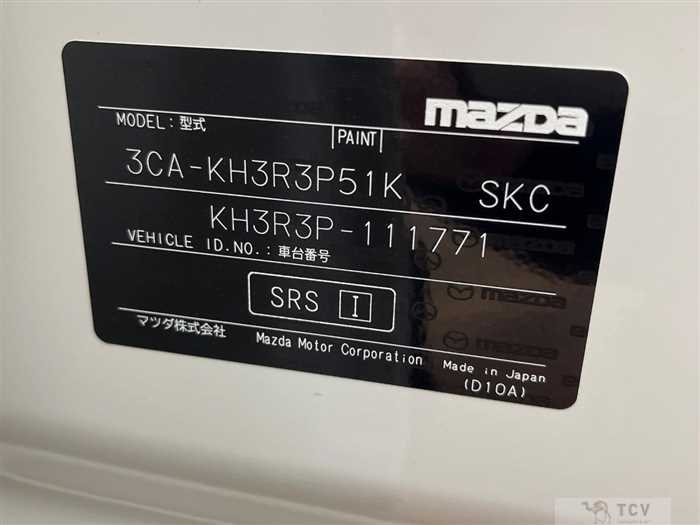 mazda
MODEL: 型式
PAINT
3CA-KH3R3P51K SKC
KH3R3P-111771
VEHICLE ID.NO.: 車台番号
SRS I
マツダ株式会社 Mazda Motor Corporation Made in Japan
(D10A)
TCV